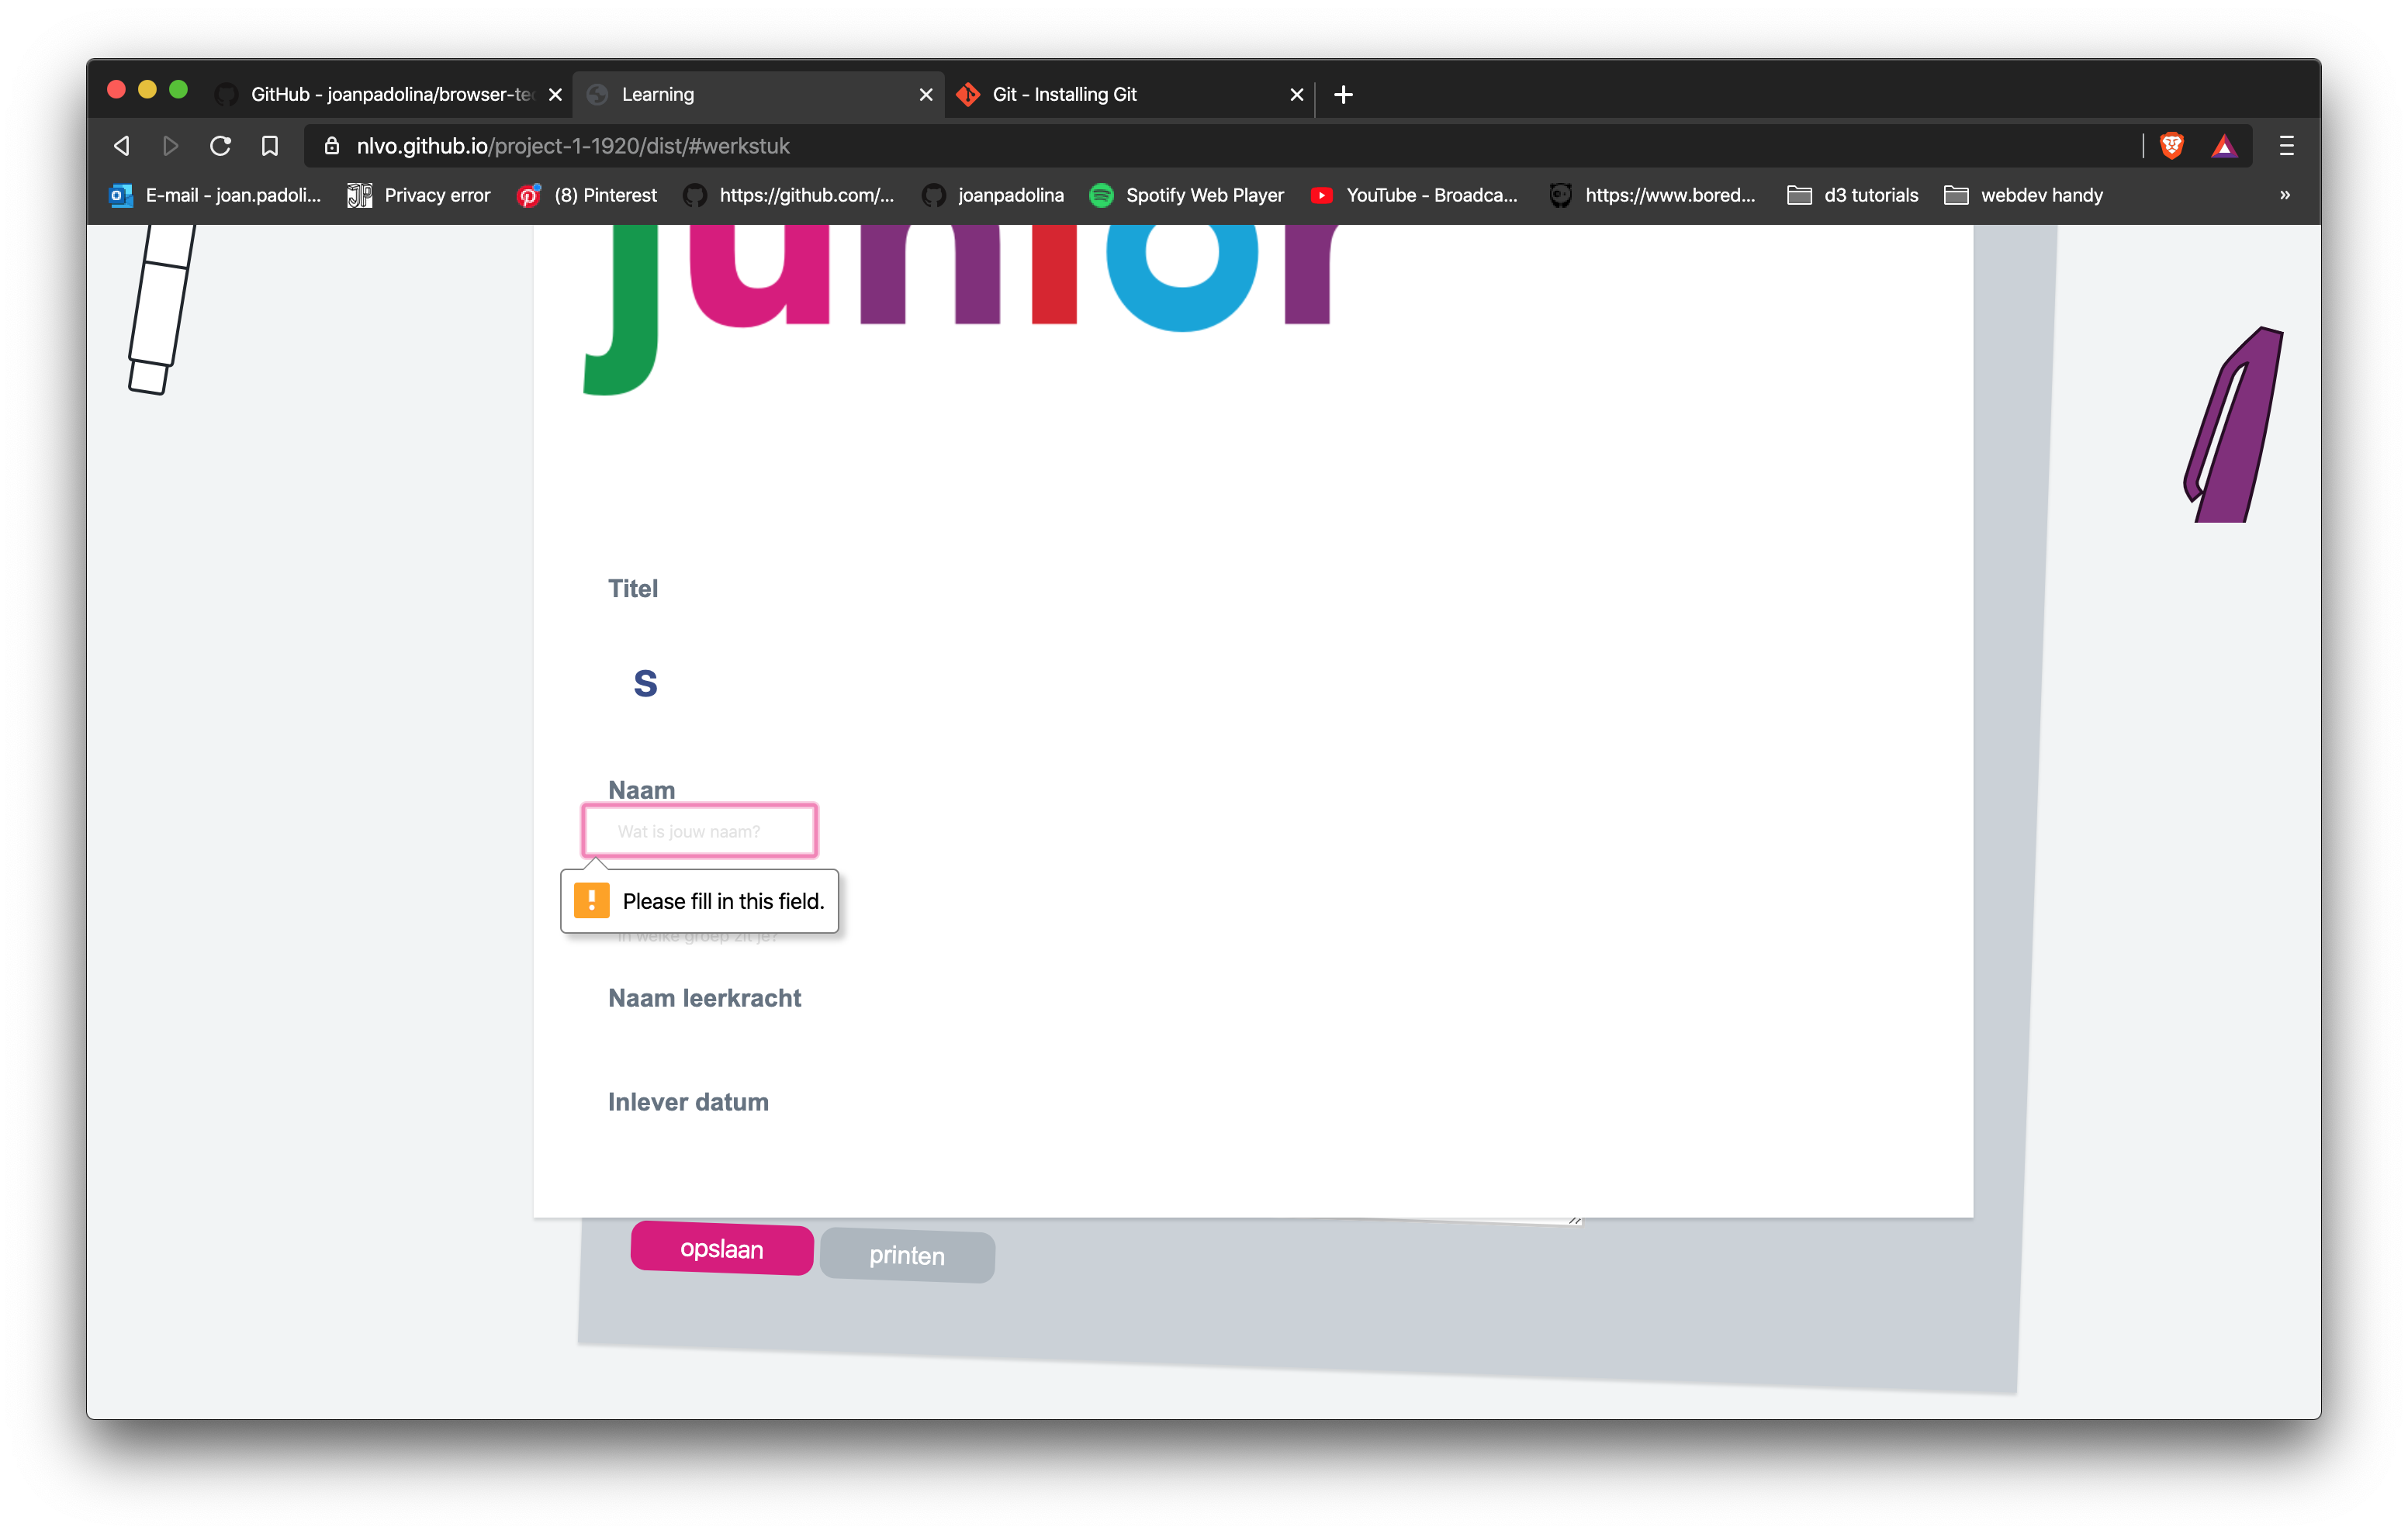 GitHub - joanpadolina/browser-tec
Learning
Git - Installing Git
nlvo.github.io/project-1-1920/dist/#werkstuk
E-mail - joan.padoli...
Privacy error
(8) Pinterest
https://github.com/...
joanpadolina
Spotify Web Player
YouTube - Broadca...
https://www.bored...
d3 tutorials
webdev handy
»
junior
Titel
s
Naam
Wat is jouw naam?
Please fill in this field.
In welke groep zit je?
Naam leerkracht
Inlever datum
opslaan
printen